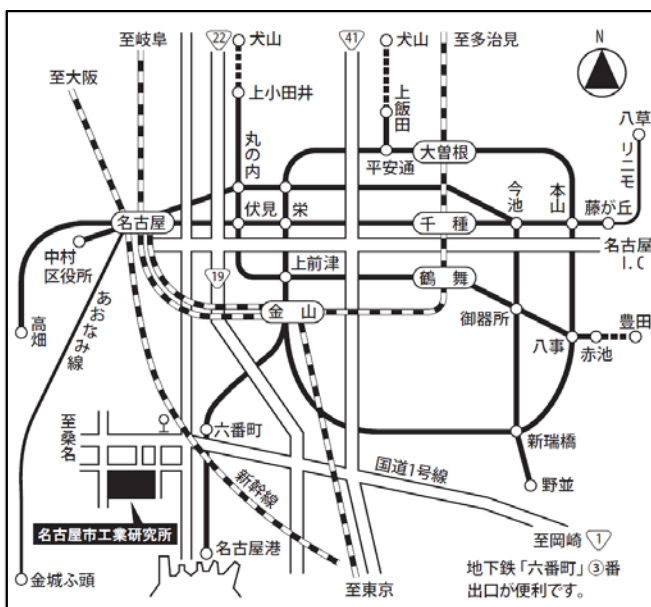 至岐阜
22
犬山
41
犬山
至多治見
N
至大阪
上小田井
上飯田
八草
丸の内
平安通
大曽根
リニモ
今池
本山
名古屋
伏見
栄
千種
藤が丘
中村
区役所
名古屋
I.C
19
上前津
鶴舞
あおなみ線
金山
御器所
豊田
高畑
八事
赤池
至桑名
六番町
新瑞橋
国道1号線
新幹線
野並
名古屋市工業研究所
名古屋港
至岡崎
1
金城ふ頭
至東京
地下鉄「六番町」③番
出口が便利です。